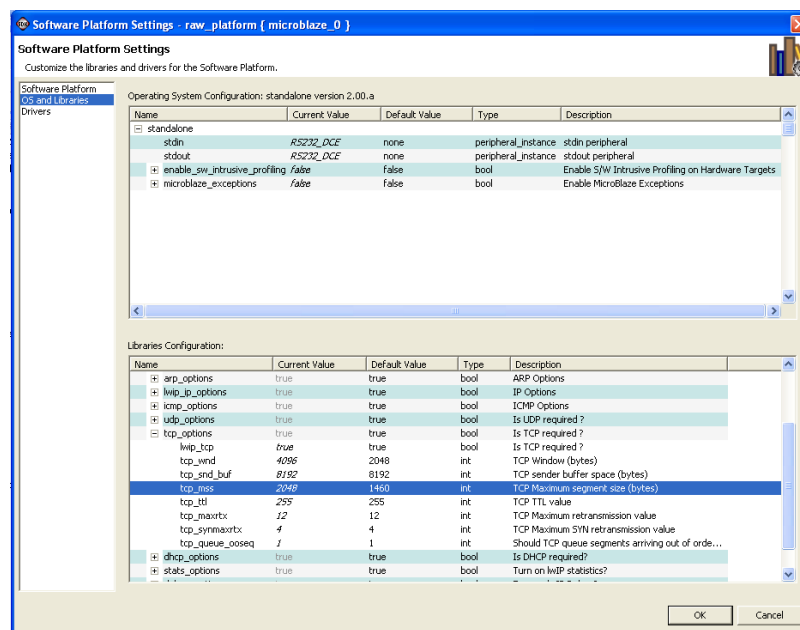 Software Platform Settings - raw_platform { microblaze_0 }
Software Platform Settings
Customize the libraries and drivers for the Software Platform.
Software Platform
OS and Libraries
Drivers
Operating System Configuration: standalone version 2.00.a
Name Current Value Default Value Type Description
standalone
stdin RS232_DCE none peripheral_instance stdin peripheral
stdout RS232_DCE none peripheral_instance stdout peripheral
enable_sw_intrusive_profiling false false bool Enable S/W Intrusive Profiling on Hardware Targets
microblaze_exceptions false false bool Enable MicroBlaze Exceptions
Libraries Configuration:
Name Current Value Default Value Type Description
arp_options true true bool ARP Options
lwip_ip_options true true bool IP Options
icmp_options true true bool ICMP Options
udp_options true true bool Is UDP required ?
tcp_options true true bool Is TCP required ?
lwip_tcp true true bool Is TCP required ?
tcp_wnd 4096 2048 int TCP Window (bytes)
tcp_snd_buf 8192 8192 int TCP sender buffer space (bytes)
tcp_mss 2048 1460 int TCP Maximum segment size (bytes)
tcp_ttl 255 255 int TCP TTL value
tcp_maxrtx 12 12 int TCP Maximum retransmission value
tcp_synmaxrtx 4 4 int TCP Maximum SYN retransmission value
tcp_queue_ooseq 1 1 int Should TCP queue segments arriving out of orde...
dhcp_options true true bool Is DHCP required?
stats_options true true bool Turn on lwIP statistics?
OK Cancel